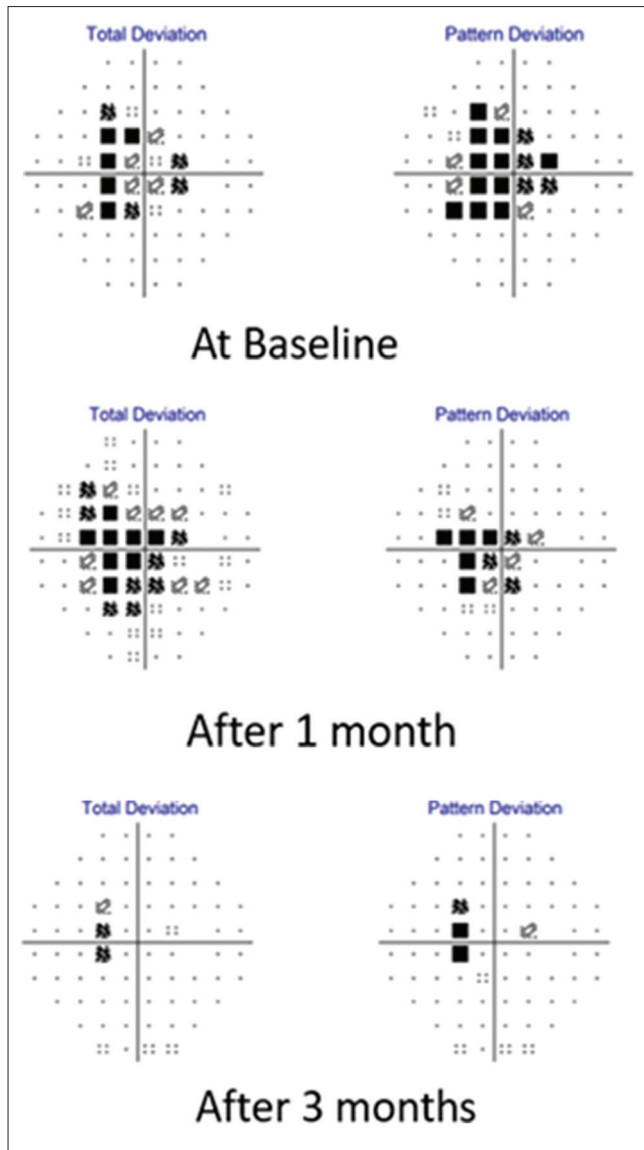 Total Deviation
Pattern Deviation
At Baseline
Total Deviation
Pattern Deviation
After 1 month
Total Deviation
Pattern Deviation
After 3 months